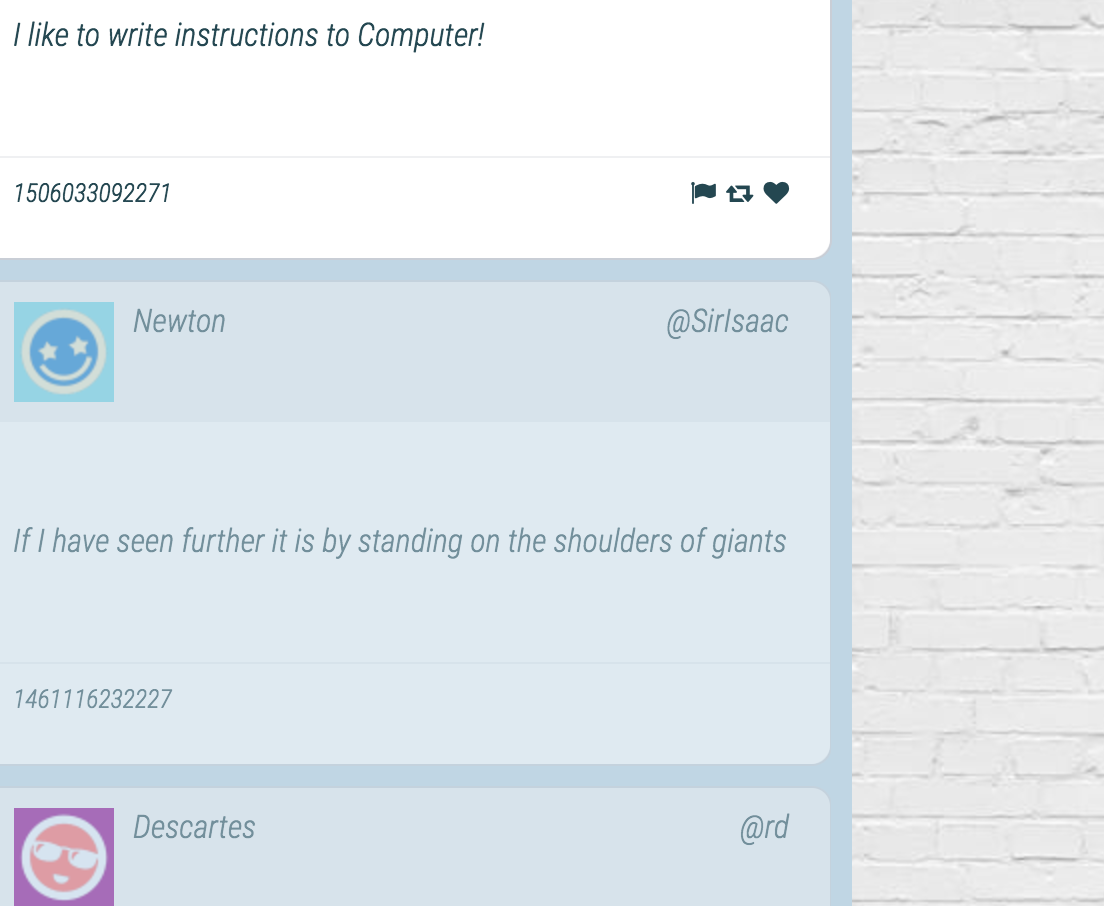 I like to write instructions to Computer!
1506033092271
Newton @SirIsaac
If I have seen further it is by standing on the shoulders of giants
1461116232227
Descartes @rd